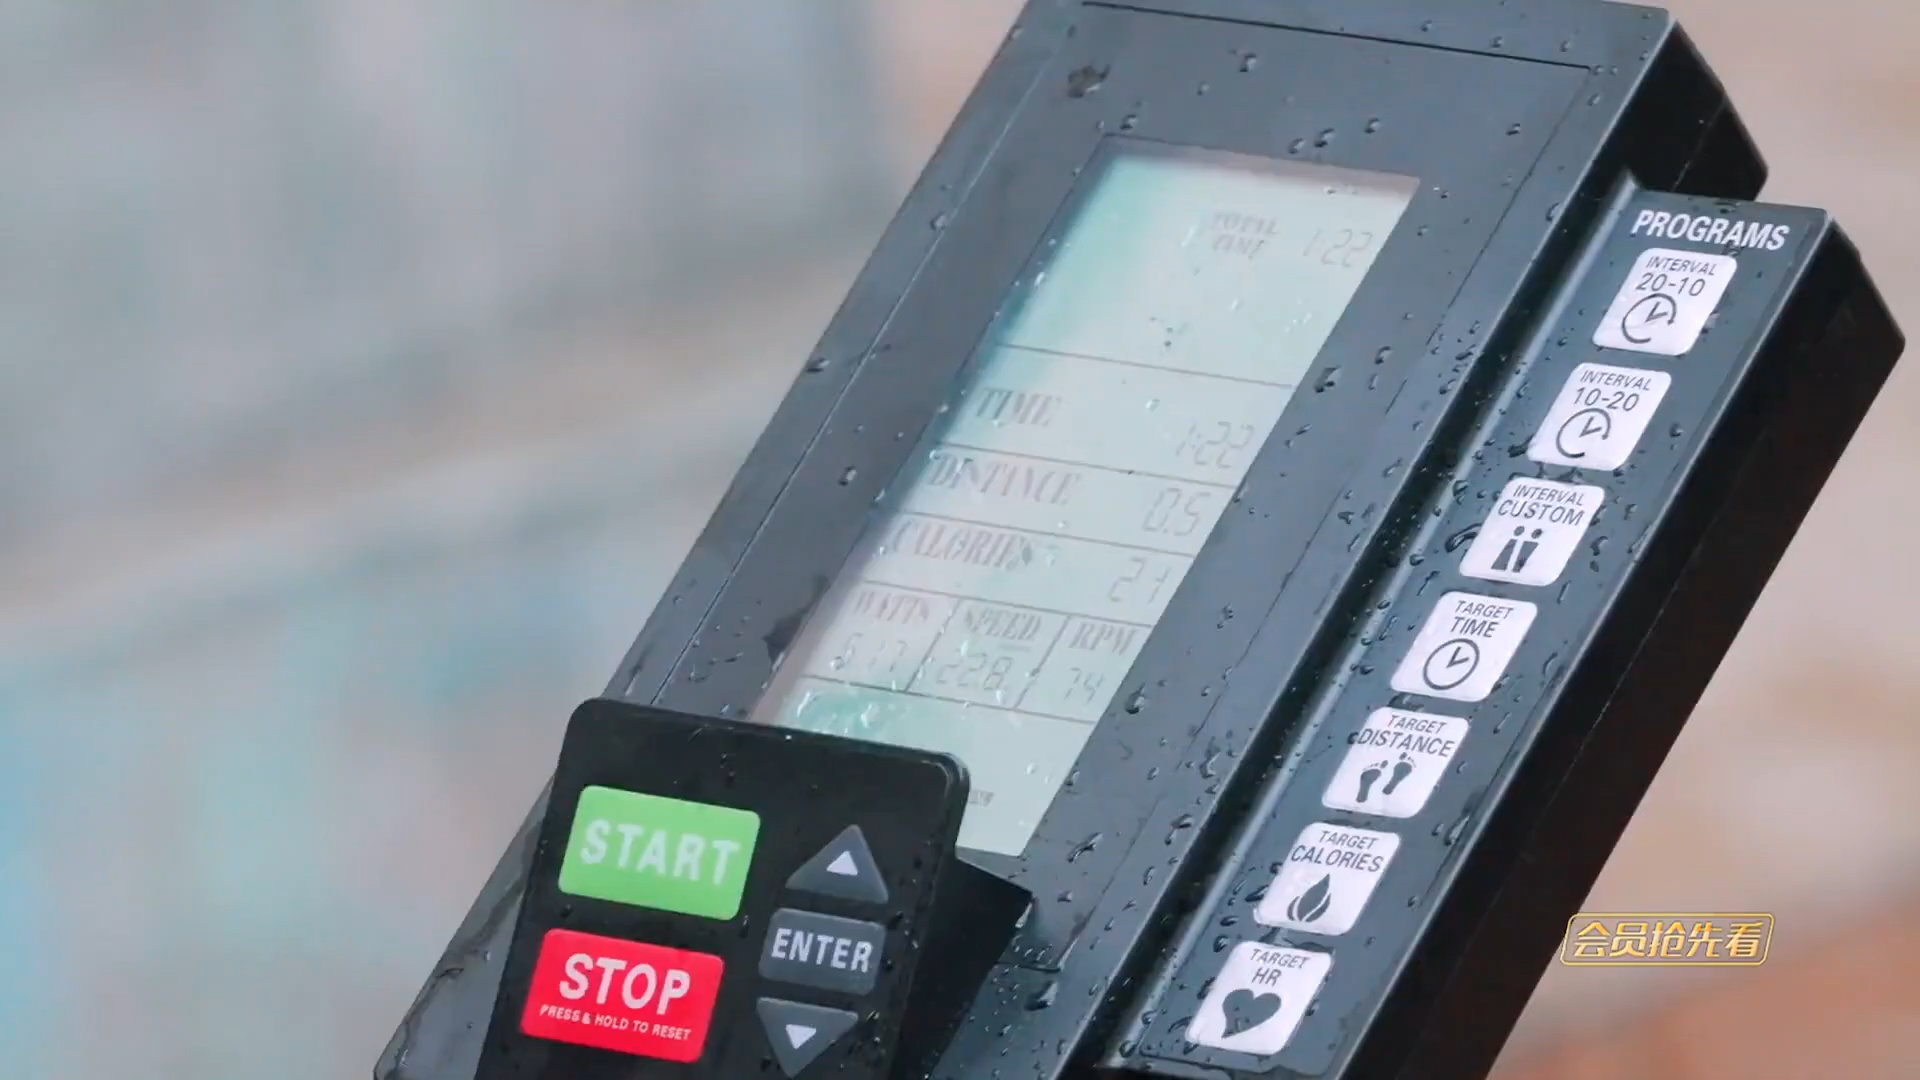 TOTAL
TIME 1:22
TIME 1:22
DISTANCE 0.5
CALORIES 21
WATTS SPEED RPM
617 22.8 74
START
STOP
PRESS & HOLD TO RESET
ENTER
PROGRAMS
INTERVAL
20-10
INTERVAL
10-20
INTERVAL
CUSTOM
TARGET
TIME
TARGET
DISTANCE
TARGET
CALORIES
TARGET
HR
会员抢先看